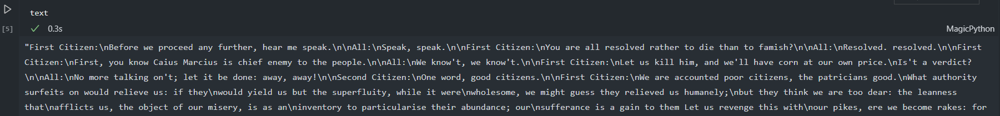 text
[5] 0.3s
MagicPython
"First Citizen:\nBefore we proceed any further, hear me speak.\n\nAll:\nSpeak, speak.\n\nFirst Citizen:\nYou are all resolved rather to die than to famish?\n\nAll:\nResolved. resolved.\n\nFirst
Citizen:\nFirst, you know Caius Marcius is chief enemy to the people.\n\nAll:\nWe know't, we know't.\n\nFirst Citizen:\nLet us kill him, and we'll have corn at our own price.\nIs't a verdict?
\n\nAll:\nNo more talking on't; let it be done: away, away!\n\nSecond Citizen:\nOne word, good citizens.\n\nFirst Citizen:\nWe are accounted poor citizens, the patricians good.\nWhat authority
surfeits on would relieve us: if they\nwould yield us but the superfluity, while it were\nwholesome, we might guess they relieved us humanely;\nbut they think we are too dear: the leanness
that\nafflicts us, the object of our misery, is as an\ninventory to particularise their abundance; our\nsufferance is a gain to them Let us revenge this with\nour pikes, ere we become rakes: for